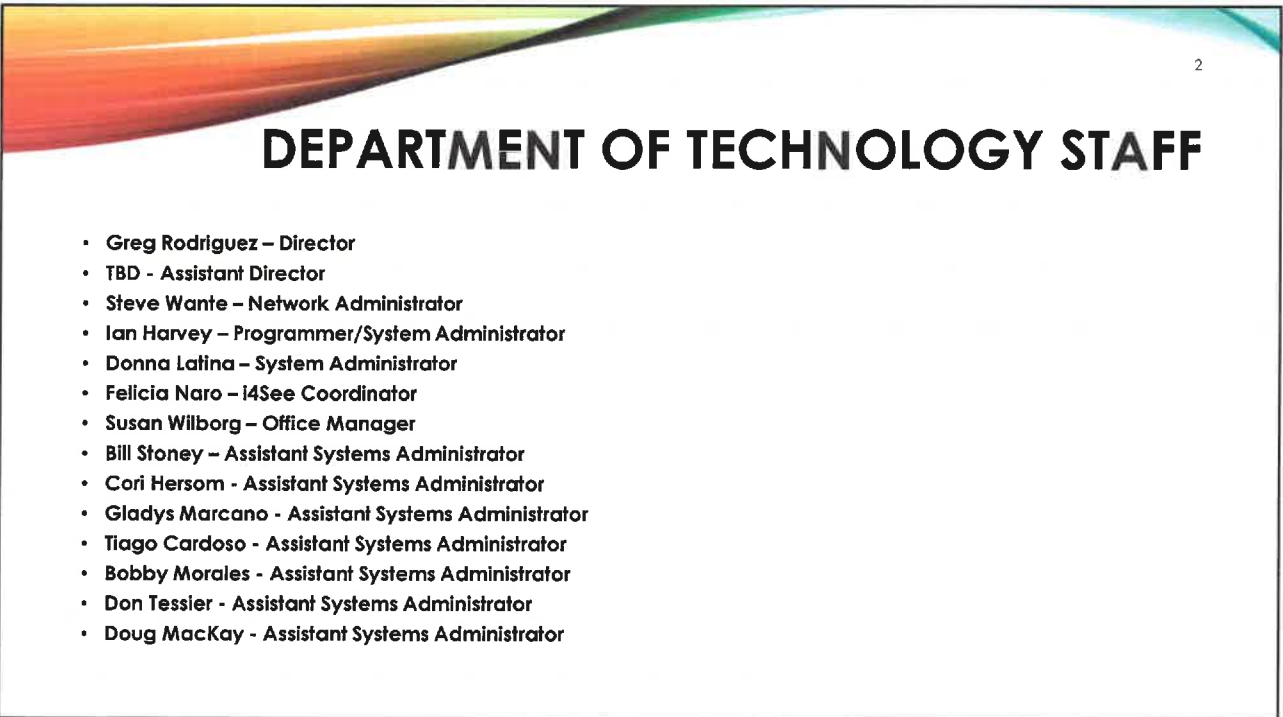 2
DEPARTMENT OF TECHNOLOGY STAFF
• Greg Rodriguez – Director
• TBD - Assistant Director
• Steve Wante – Network Administrator
• Ian Harvey – Programmer/System Administrator
• Donna Latina – System Administrator
• Felicia Naro – i4See Coordinator
• Susan Wilborg – Office Manager
• Bill Stoney – Assistant Systems Administrator
• Cori Hersom - Assistant Systems Administrator
• Gladys Marcano - Assistant Systems Administrator
• Tiago Cardoso - Assistant Systems Administrator
• Bobby Morales - Assistant Systems Administrator
• Don Tessier - Assistant Systems Administrator
• Doug MacKay - Assistant Systems Administrator